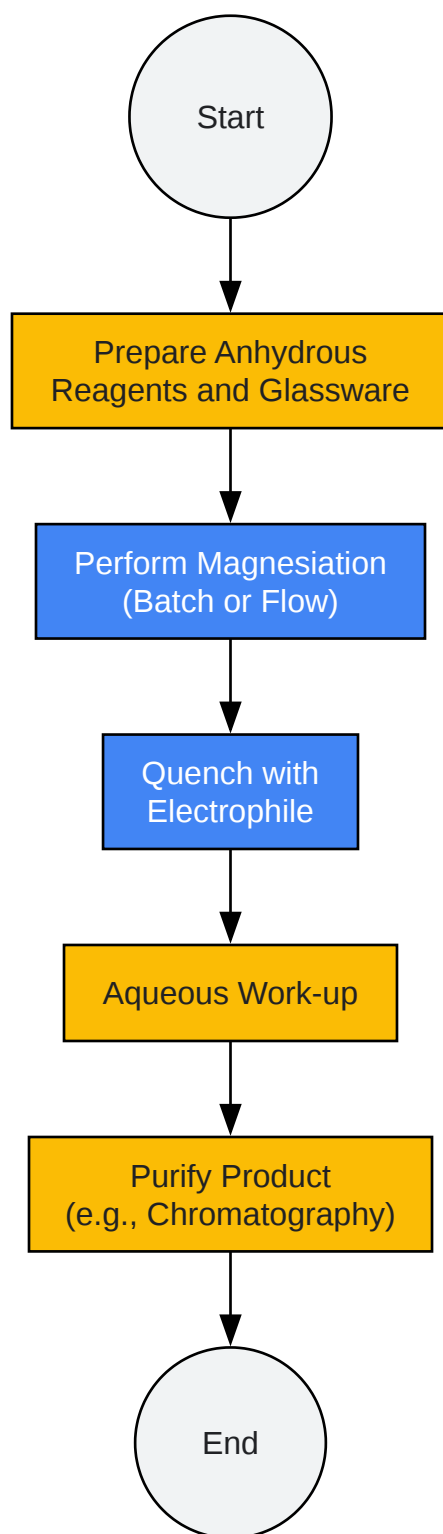 Start
Prepare Anhydrous
Reagents and Glassware
Perform Magnesiation
(Batch or Flow)
Quench with
Electrophile
Aqueous Work-up
Purify Product
(e.g., Chromatography)
End